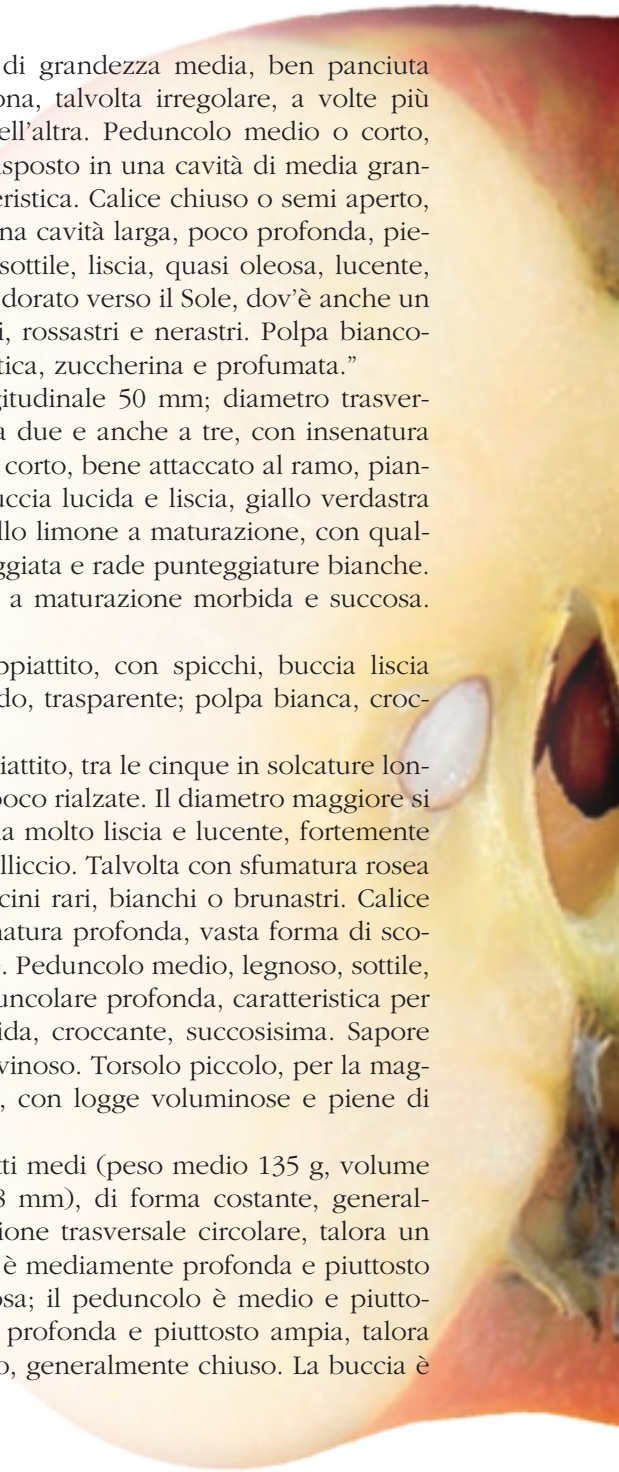 di grandezza media, ben panciuta
ona, talvolta irregolare, a volte più
ell'altra. Peduncolo medio o corto,
isposto in una cavità di media gran-
eristica. Calice chiuso o semi aperto,
na cavità larga, poco profonda, pie-
sottile, liscia, quasi oleosa, lucente,
dorato verso il Sole, dov'è anche un
i, rossastri e nerastri. Polpa bianco-
tica, zuccherina e profumata."
gitudinale 50 mm; diametro trasver-
a due e anche a tre, con insenatura
corto, bene attaccato al ramo, pian-
uccia lucida e liscia, giallo verdastra
llo limone a maturazione, con qual-
ggiata e rade punteggiature bianche.
a maturazione morbida e succosa.
ppiattito, con spicchi, buccia liscia
do, trasparente; polpa bianca, croc-
iattito, tra le cinque in solcature lon-
poco rialzate. Il diametro maggiore si
ia molto liscia e lucente, fortemente
lliccio. Talvolta con sfumatura rosea
cini rari, bianchi o brunastri. Calice
natura profonda, vasta forma di sco-
. Peduncolo medio, legnoso, sottile,
uncolare profonda, caratteristica per
ida, croccante, succosisima. Sapore
vinoso. Torsolo piccolo, per la mag-
, con logge voluminose e piene di
tti medi (peso medio 135 g, volume
8 mm), di forma costante, general-
ione trasversale circolare, talora un
è mediamente profonda e piuttosto
osa; il peduncolo è medio e piutto-
profonda e piuttosto ampia, talora
o, generalmente chiuso. La buccia è